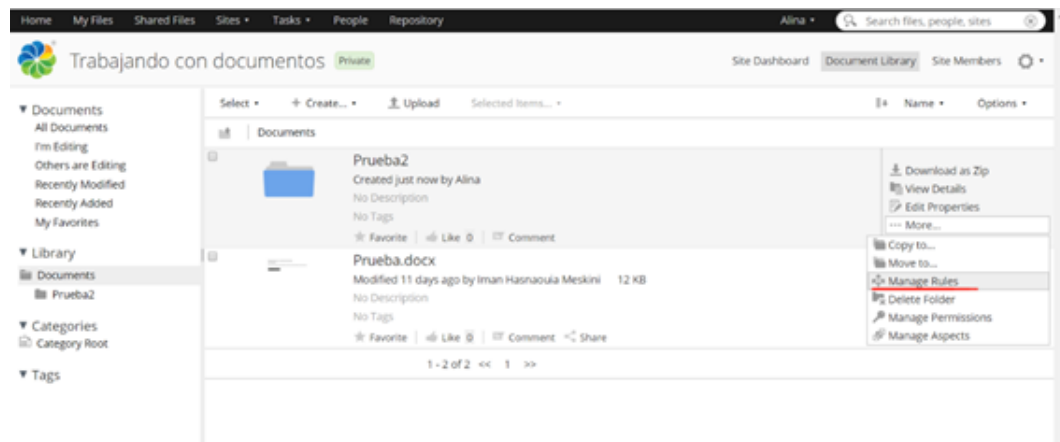 Home My Files Shared Files Sites Tasks People Repository Alina Search files, people, sites
Trabajando con documentos Private Site Dashboard Document Library Site Members
Documents
All Documents
I'm Editing
Others are Editing
Recently Modified
Recently Added
My Favorites
Library
Documents
Prueba2
Categories
Category Root
Tags
Select + Create... Upload Selected Items... Name Options
Documents
Prueba2
Created just now by Alina
No Description
No Tags
Favorite Like 0 Comment
Download as Zip
View Details
Edit Properties
More...
Copy to...
Move to...
Manage Rules
Delete Folder
Manage Permissions
Manage Aspects
Prueba.docx
Modified 11 days ago by Iman Hasnaouia Meskini 12 KB
No Description
No Tags
Favorite Like 0 Comment Share
1 - 2 of 2 << 1 >>